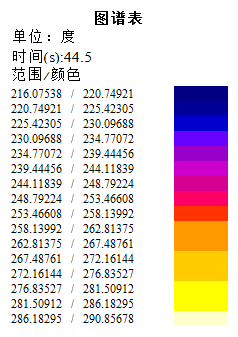 图谱表
单位：度
时间(s):44.5
范围/颜色
216.07538 / 220.74921
220.74921 / 225.42305
225.42305 / 230.09688
230.09688 / 234.77072
234.77072 / 239.44456
239.44456 / 244.11839
244.11839 / 248.79224
248.79224 / 253.46608
253.46608 / 258.13992
258.13992 / 262.81375
262.81375 / 267.48761
267.48761 / 272.16144
272.16144 / 276.83527
276.83527 / 281.50912
281.50912 / 286.18295
286.18295 / 290.85678